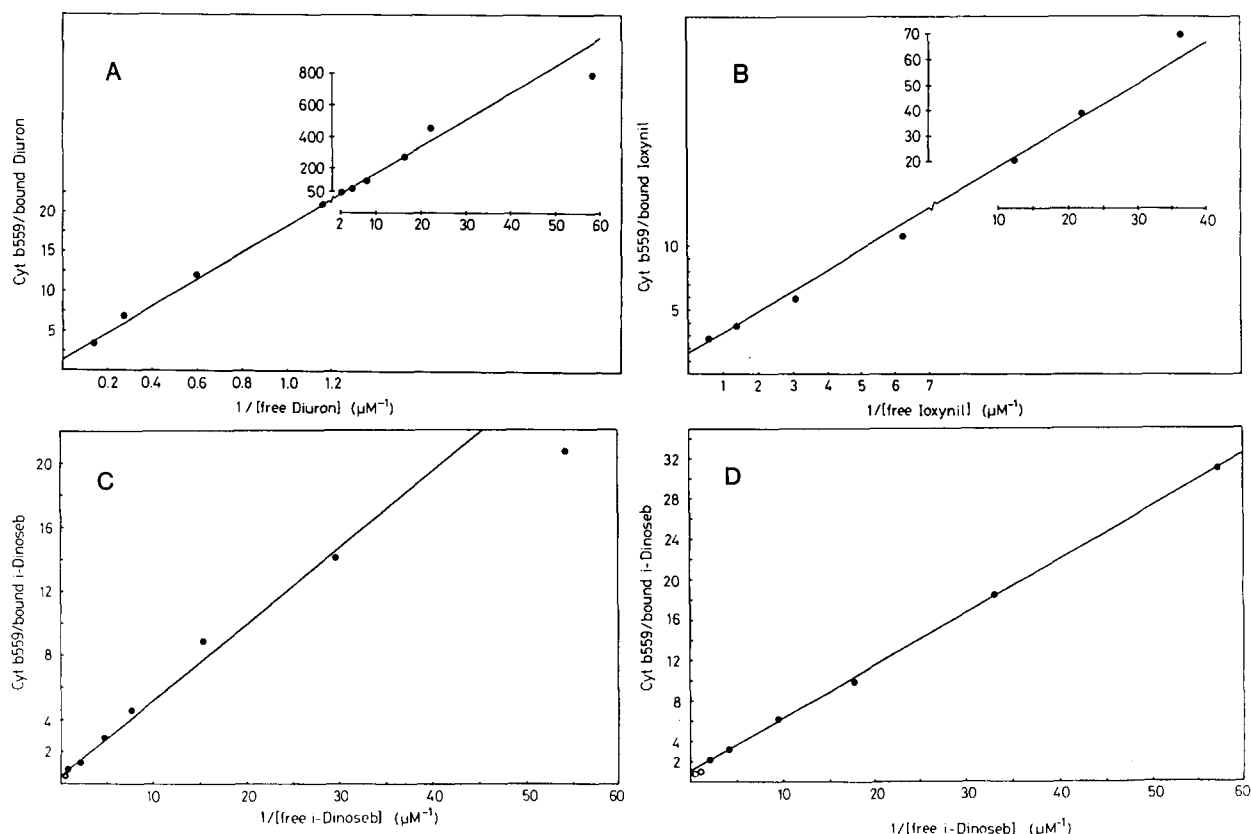 A
Cyt b559/bound Diuron
20
15
10
5
0.2 0.4 0.6 0.8 1.0 1.2
1/[free Diuron] (μM⁻¹)
800
600
400
200
50
2 10 20 30 40 50 60
B
Cyt b559/bound Ioxynil
10
5
1 2 3 4 5 6 7
1/[free Ioxynil] (μM⁻¹)
70
60
50
40
30
20
10 20 30 40
C
Cyt b559/bound i-Dinoseb
20
16
12
8
4
2
10 20 30 40 50 60
1/[free i-Dinoseb] (μM⁻¹)
D
Cyt b559/bound i-Dinoseb
32
28
24
20
16
12
8
4
2
10 20 30 40 50 60
1/[free i-Dinoseb] (μM⁻¹)